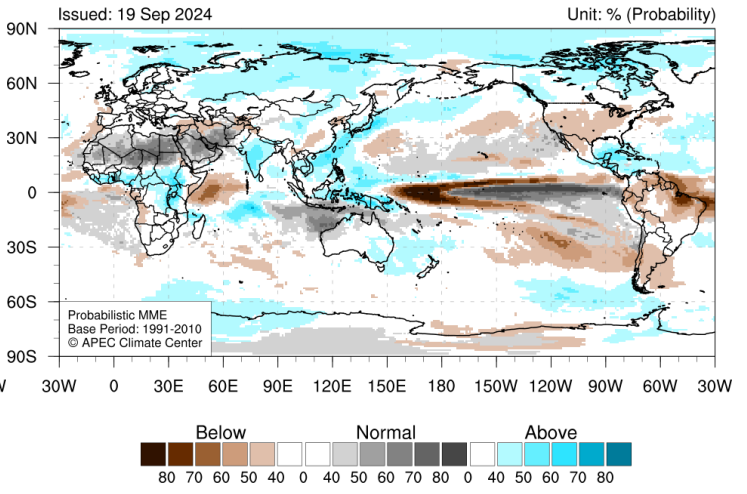 Issued: 19 Sep 2024 Unit: % (Probability)
90N
60N
30N
0
30S
60S
90S
Probabilistic MME
Base Period: 1991-2010
© APEC Climate Center
W 30W 0 30E 60E 90E 120E 150E 180 150W 120W 90W 60W 30W
Below Normal Above
80 70 60 50 40 0 40 50 60 70 80 0 40 50 60 70 80